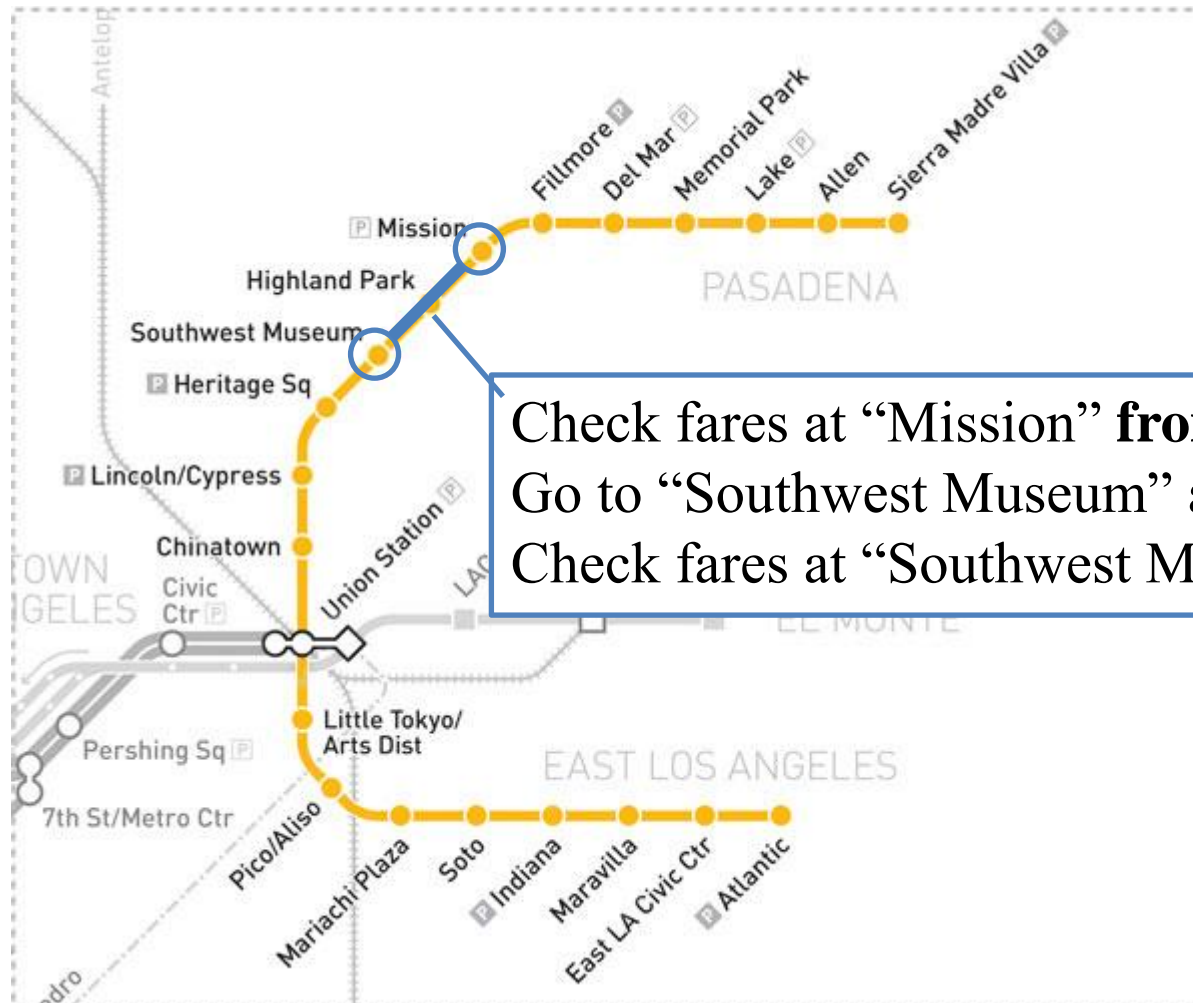 Sierra Madre Villa P
Allen
Lake P
Memorial Park
Del Mar P
Fillmore P
P Mission
Highland Park
PASADENA
Southwest Museum
P Heritage Sq
Check fares at “Mission”
Go to “Southwest Museum”
Check fares at “Southwest
P Lincoln/Cypress
Chinatown
Union Station P
Civic
Ctr P
EL MONTE
Little Tokyo/
Arts Dist
Pershing Sq P
EAST LOS ANGELES
7th St/Metro Ctr
Pico/Aliso
Mariachi Plaza
Soto
P Indiana
Maravilla
East LA Civic Ctr
P Atlantic